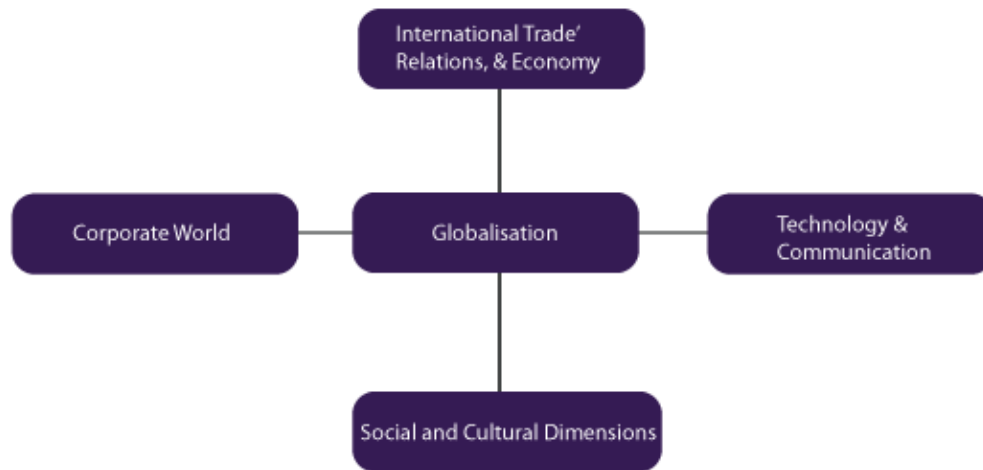 International Trade'
Relations, & Economy
Corporate World
Globalisation
Technology &
Communication
Social and Cultural Dimensions